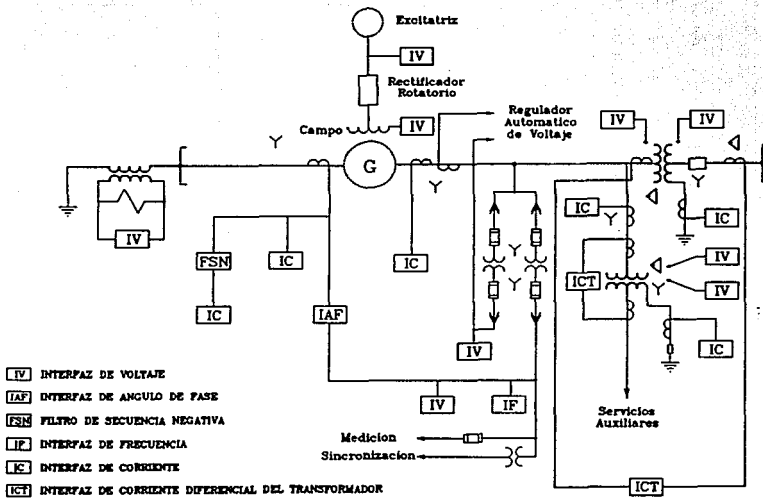 Excitatriz
IV
Rectificador
Rotatorio
Campo
IV
Regulador
Automatico
de Voltaje
IV
IV
G
IV
IC
IC
FSN
IC
IC
IC
IAF
ICT
IV
IV
IC
IV
IV
IF
Servicios
Auxiliares
Medicion
Sincronizacion
ICT
IV INTERFAZ DE VOLTAJE
IAF INTERFAZ DE ANGULO DE FASE
FSN FILTRO DE SECUENCIA NEGATIVA
IF INTERFAZ DE FRECUENCIA
IC INTERFAZ DE CORRIENTE
ICT INTERFAZ DE CORRIENTE DIFERENCIAL DEL TRANSFORMADOR